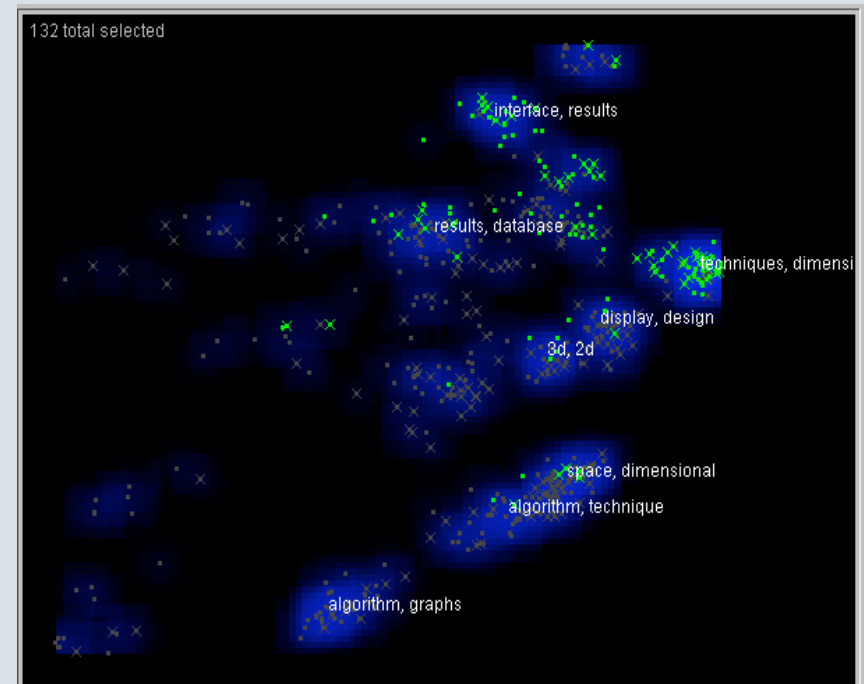 132 total selected
interface, results
results, database
techniques, dimensi
display, design
3d, 2d
space, dimensional
algorithm, technique
algorithm, graphs